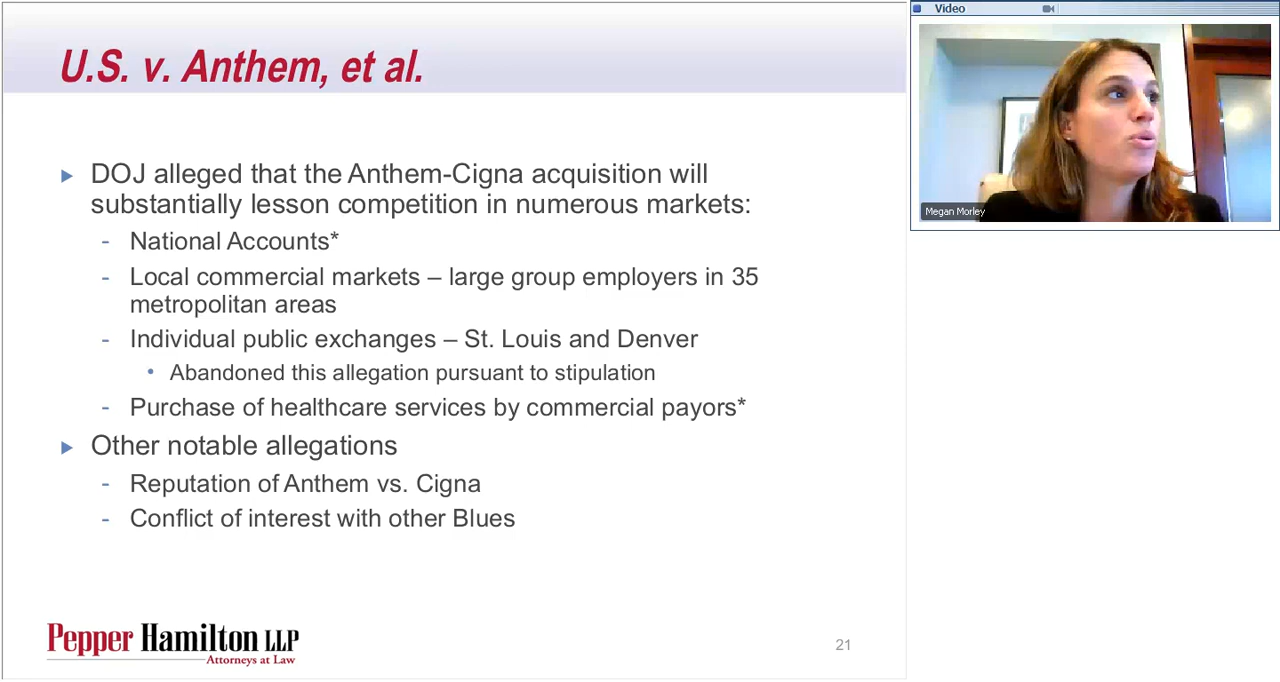 U.S. v. Anthem, et al.
DOJ alleged that the Anthem-Cigna acquisition will
substantially lesson competition in numerous markets:
- National Accounts*
- Local commercial markets – large group employers in 35
metropolitan areas
- Individual public exchanges – St. Louis and Denver
• Abandoned this allegation pursuant to stipulation
- Purchase of healthcare services by commercial payors*
Other notable allegations
- Reputation of Anthem vs. Cigna
- Conflict of interest with other Blues
Pepper Hamilton LLP
Attorneys at Law
21
Video
Megan Morley